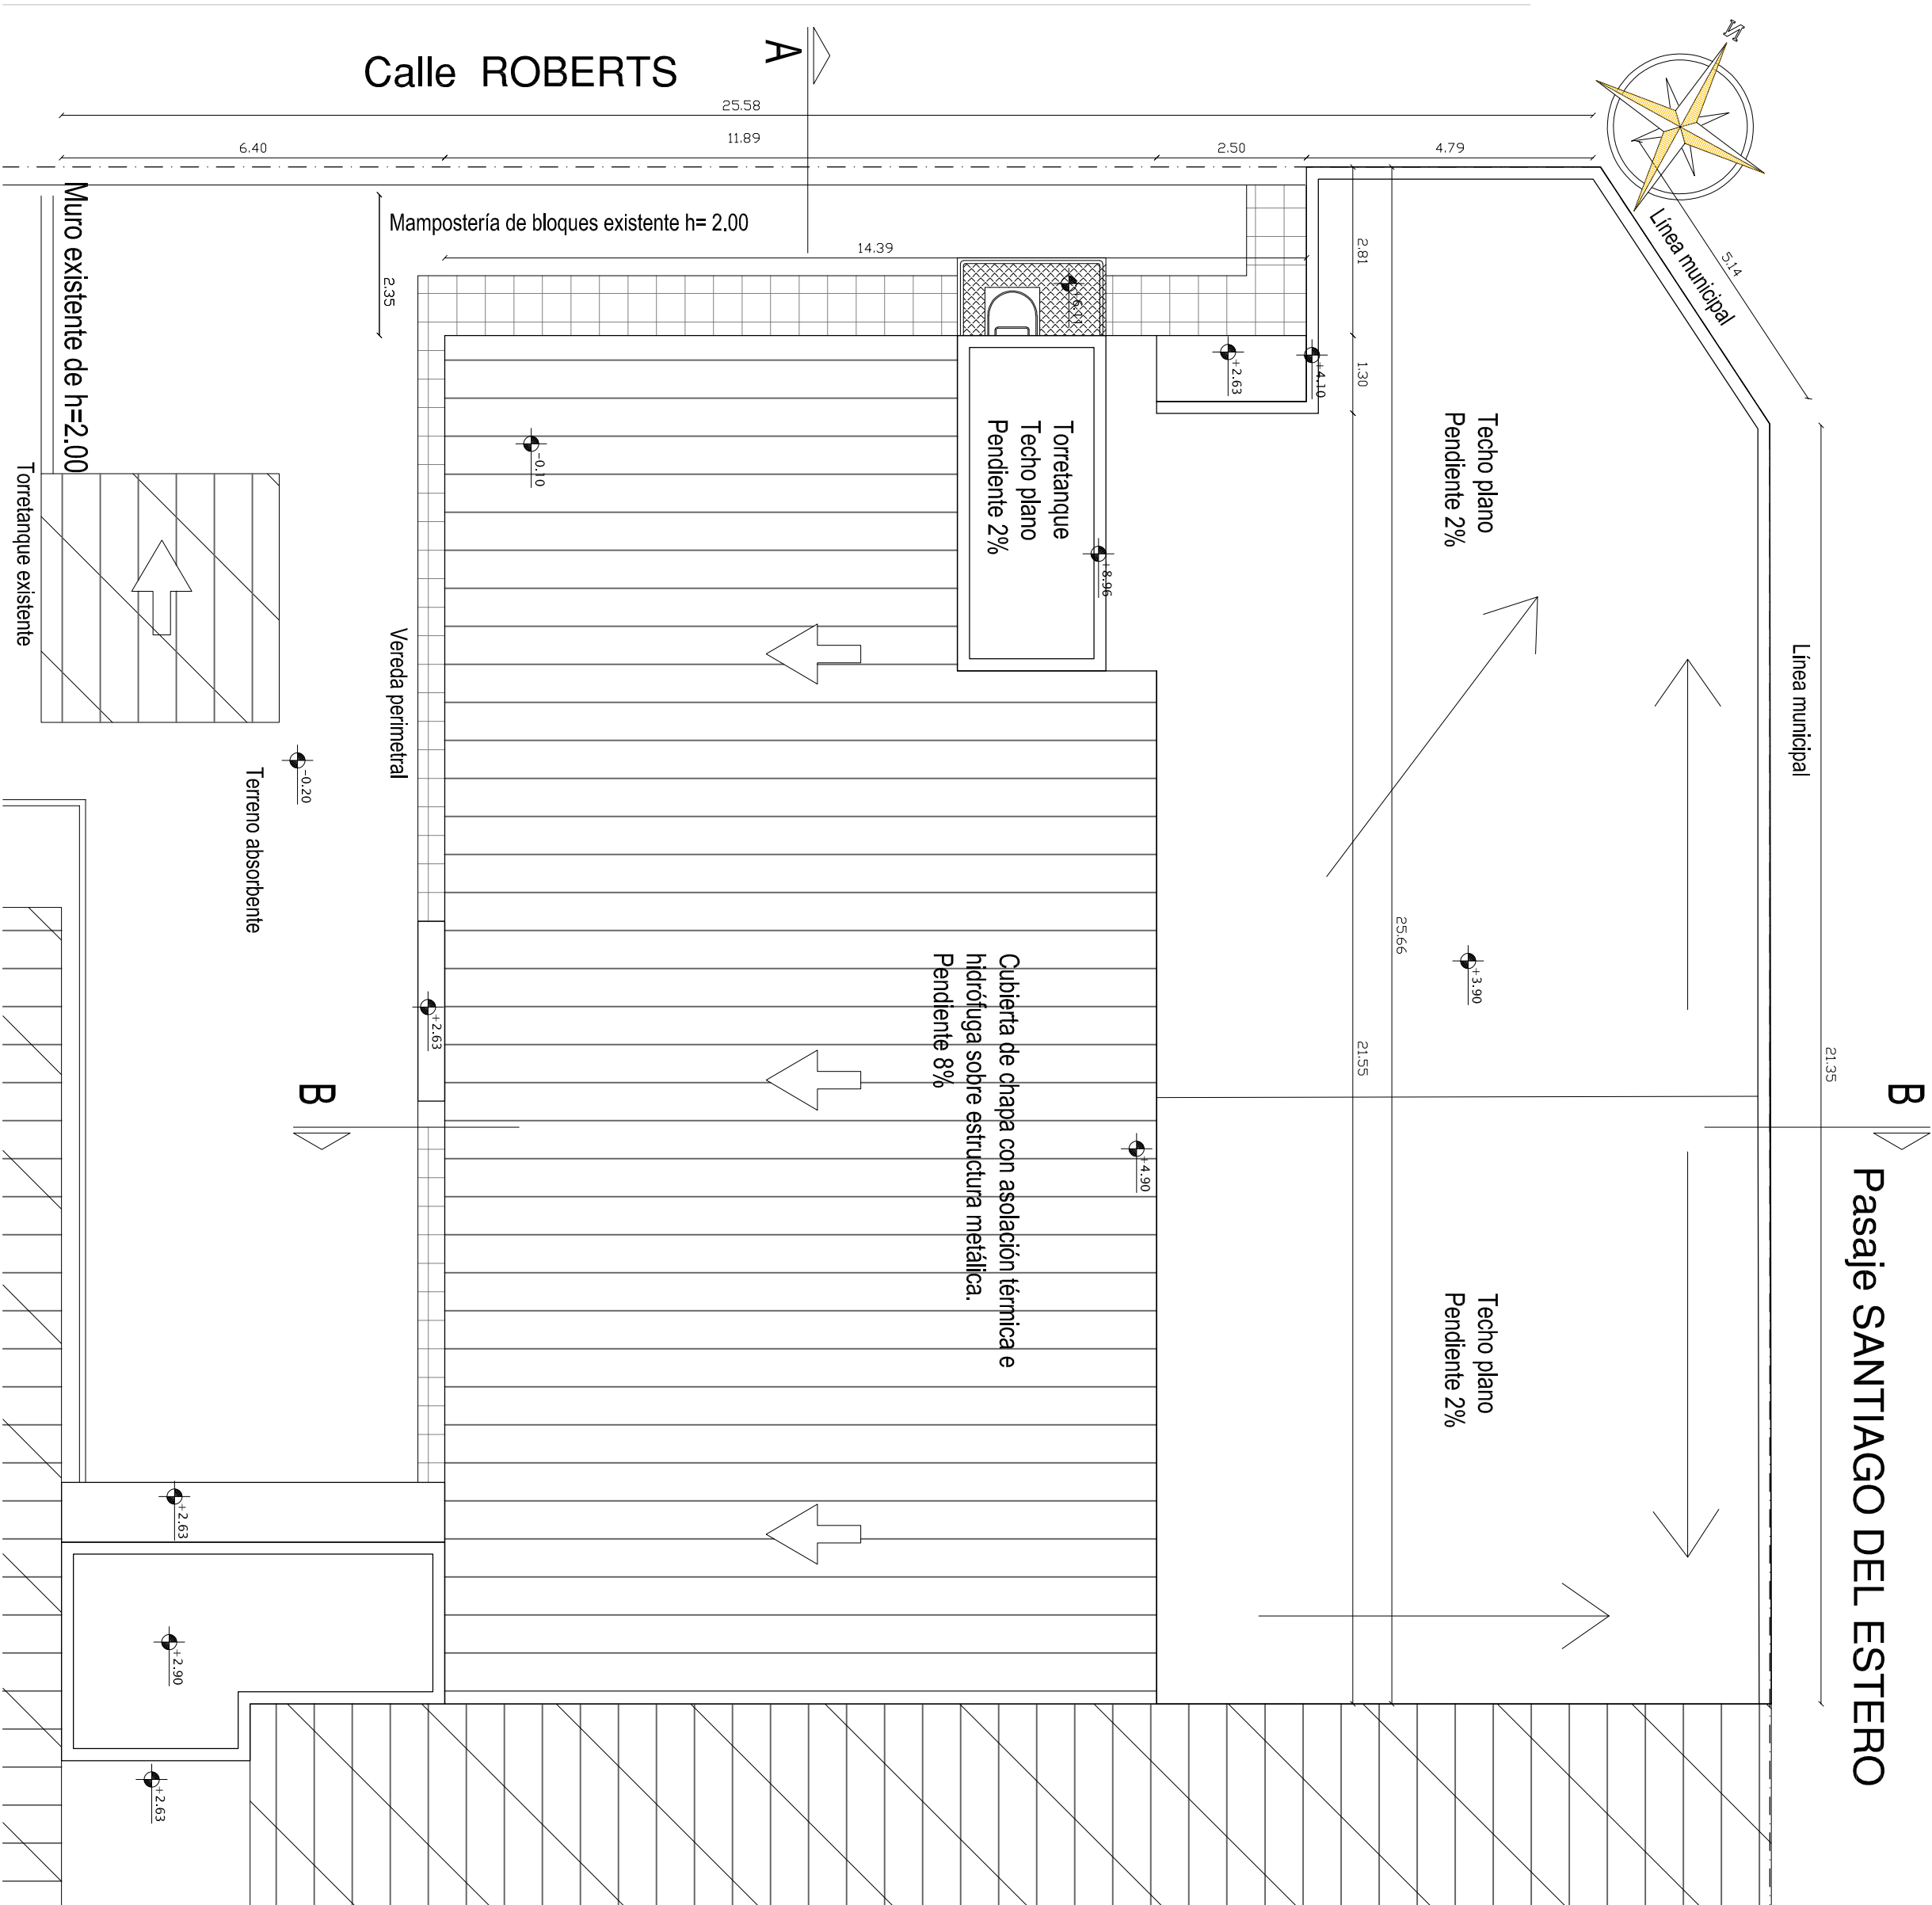 Calle ROBERTS
A
N
25.58
6.40
11.89
2.50
4.79
Muro existente de h=2.00
Mampostería de bloques existente h= 2.00
14.39
2.35
2.81
1.30
Línea municipal
5.14
+2.63
+4.10
-0.10
Torretanque
Techo plano
Pendiente 2%
+8.96
Techo plano
Pendiente 2%
Torretanque existente
Vereda perimetral
Línea municipal
-0.20
Terreno absorbente
Cubierta de chapa con asolación térmica e
hidrófuga sobre estructura metálica.
Pendiente 8%
25.66
+3.90
21.55
21.35
+2.63
B
B
+4.90
Pasaje SANTIAGO DEL ESTERO
Techo plano
Pendiente 2%
+2.63
+2.90
+2.63